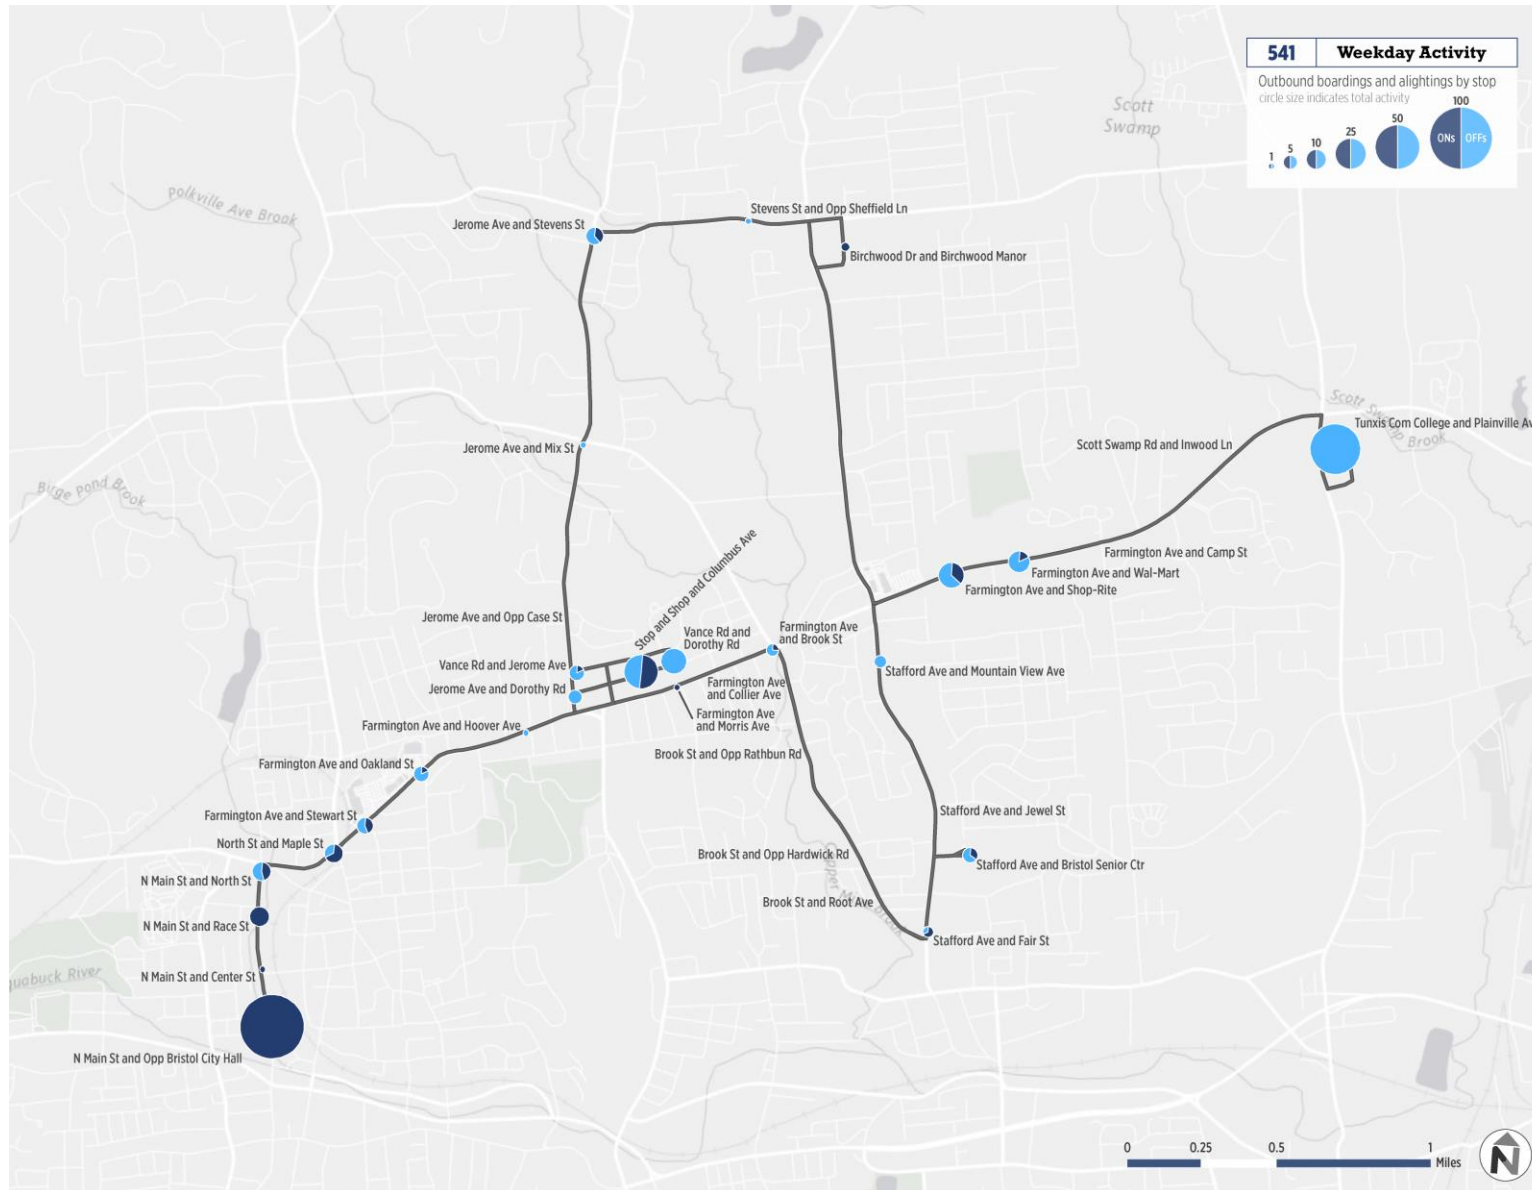 541 Weekday Activity
Outbound boardings and alightings by stop
circle size indicates total activity
1 5 10 25 50 100
ONs OFFs
Scott
Swamp
Polkville Ave Brook
Jerome Ave and Stevens St
Stevens St and Opp Sheffield Ln
Birchwood Dr and Birchwood Manor
Scott Swamp Brook
Tunxis Com College and Plainville Av
Scott Swamp Rd and Inwood Ln
Jerome Ave and Mix St
Birge Pond Brook
Stop and Shop and Columbus Ave
Farmington Ave and Camp St
Farmington Ave and Wal-Mart
Farmington Ave and Shop-Rite
Jerome Ave and Opp Case St
Vance Rd and
Dorothy Rd
Farmington Ave
and Brook St
Vance Rd and Jerome Ave
Stafford Ave and Mountain View Ave
Jerome Ave and Dorothy Rd
Farmington Ave
and Collier Ave
Farmington Ave
and Morris Ave
Farmington Ave and Hoover Ave
Brook St and Opp Rathbun Rd
Farmington Ave and Oakland St
Farmington Ave and Stewart St
Stafford Ave and Jewel St
North St and Maple St
Brook St and Opp Hardwick Rd
Stafford Ave and Bristol Senior Ctr
N Main St and North St
Brook St and Root Ave
N Main St and Race St
Stafford Ave and Fair St
quabuck River
N Main St and Center St
N Main St and Opp Bristol City Hall
0 0.25 0.5 1
Miles
N